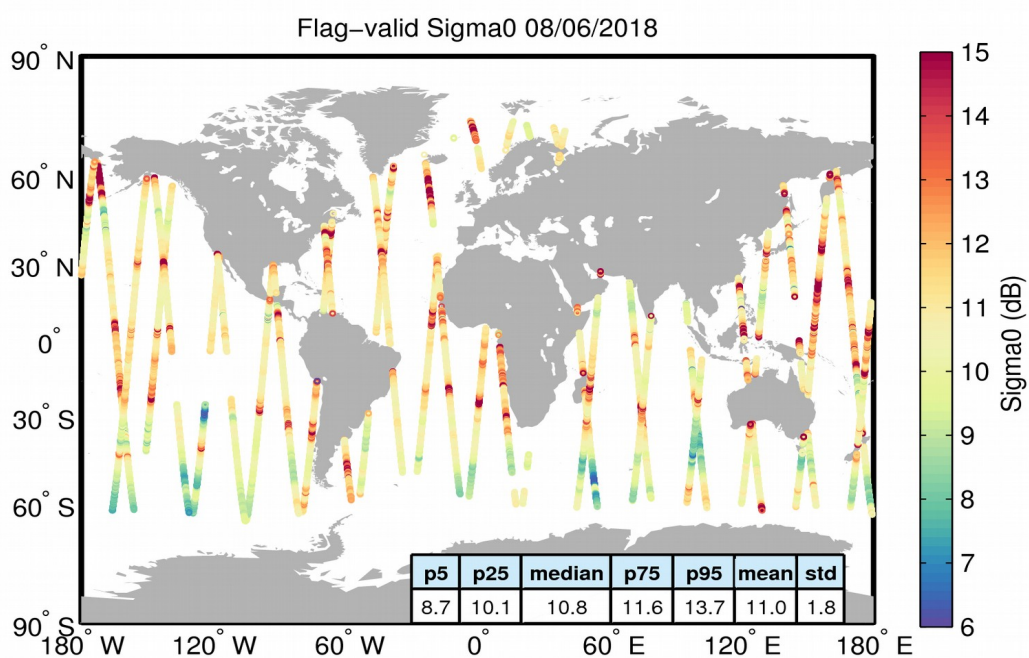 Flag−valid Sigma0 08/06/2018
90° N
60° N
30° N
0°
30° S
60° S
90° S
180° W
120° W
60° W
0°
60° E
120° E
180° E
p5 p25 median p75 p95 mean std
8.7 10.1 10.8 11.6 13.7 11.0 1.8
15
14
13
12
11
10
9
8
7
6
Sigma0 (dB)